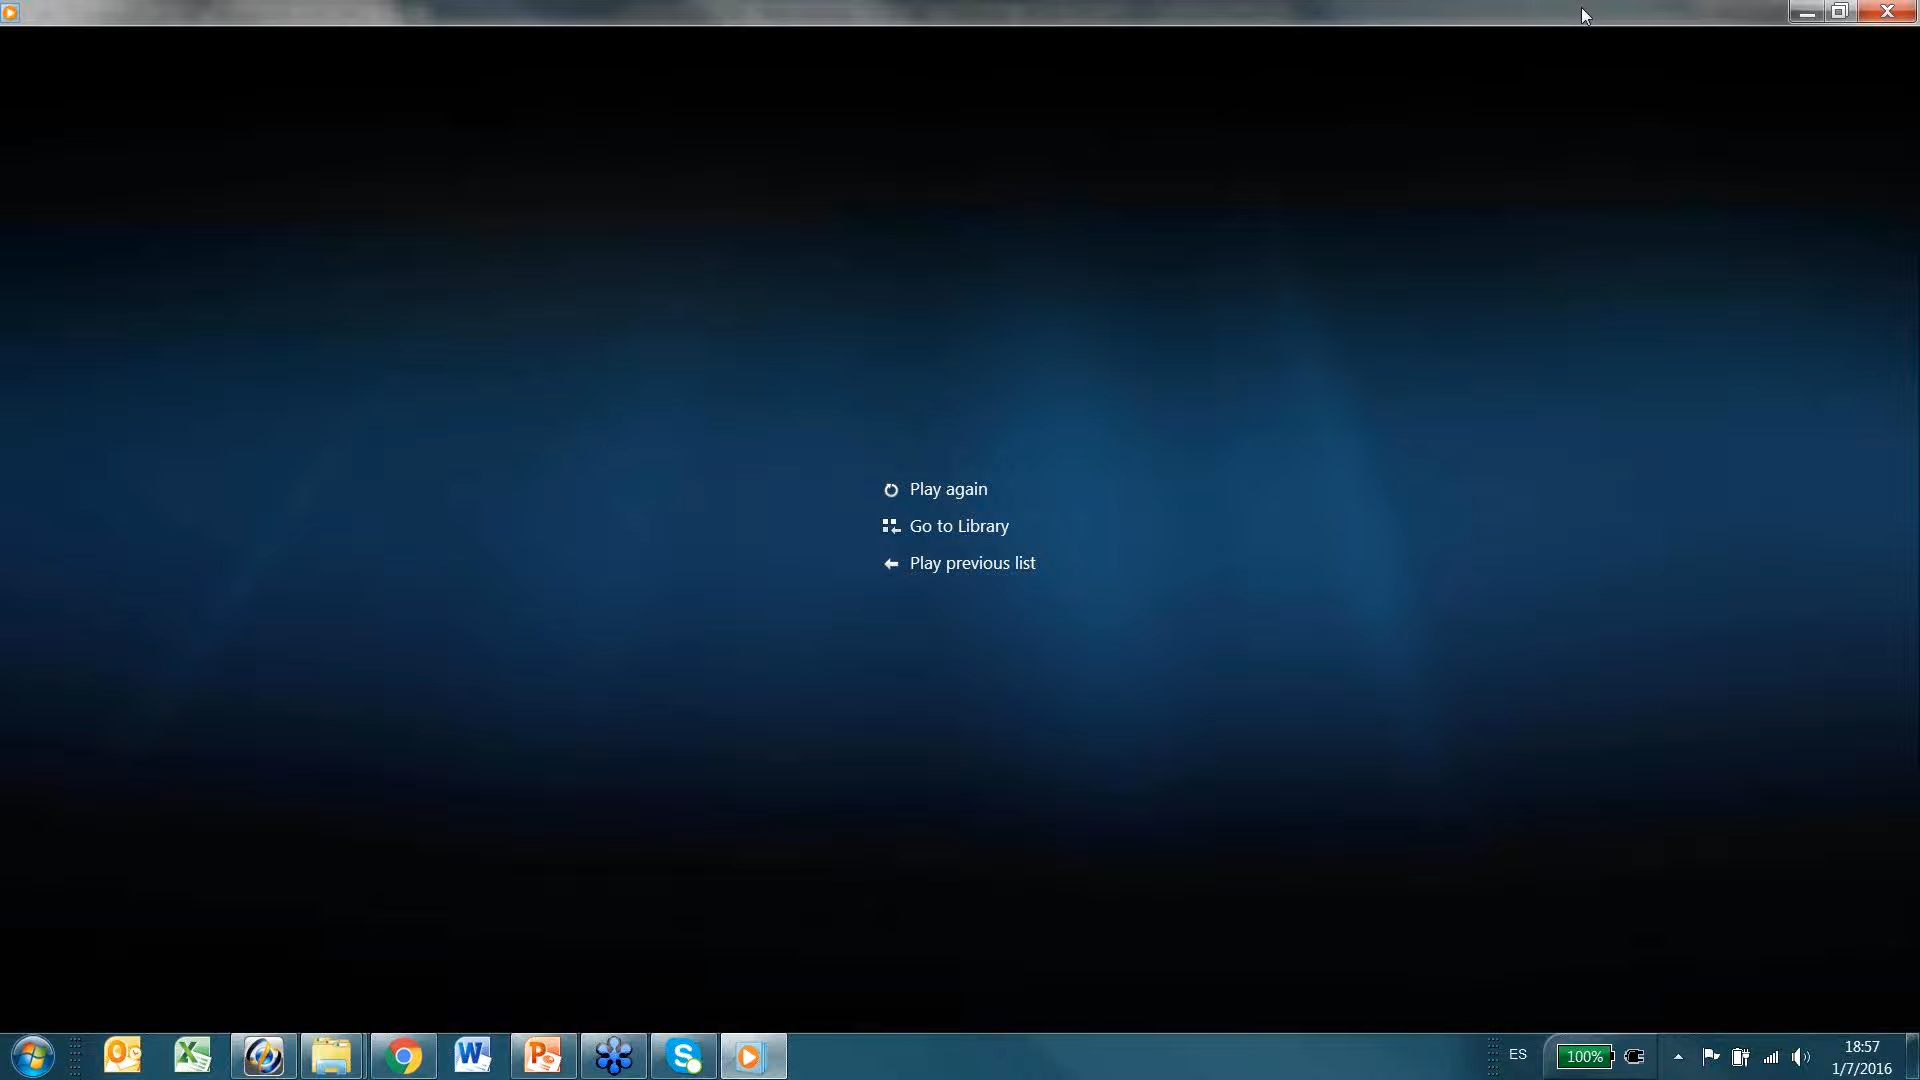 Play again
Go to Library
Play previous list
ES
100%
18:57
1/7/2016